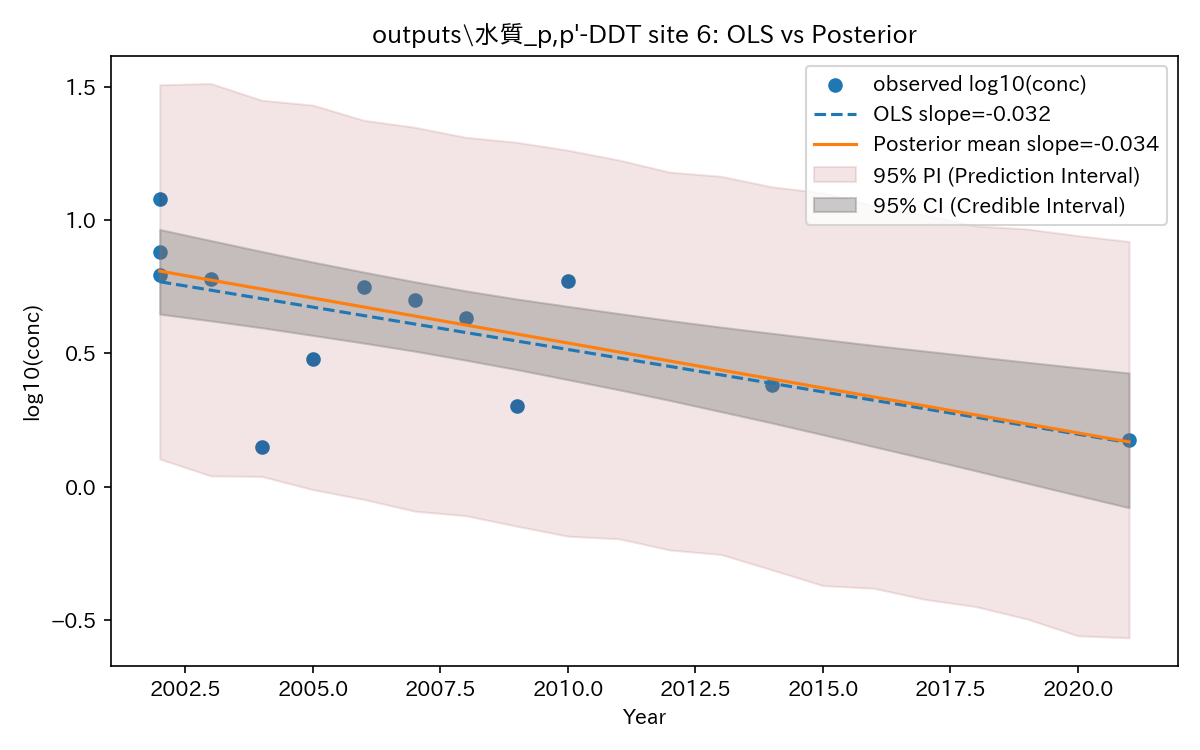 outputs\水質_p,p'-DDT site 6: OLS vs Posterior
observed log10(conc)
OLS slope=-0.032
Posterior mean slope=-0.034
95% PI (Prediction Interval)
95% CI (Credible Interval)
1.5
1.0
0.5
0.0
−0.5
log10(conc)
2002.5 2005.0 2007.5 2010.0 2012.5 2015.0 2017.5 2020.0
Year